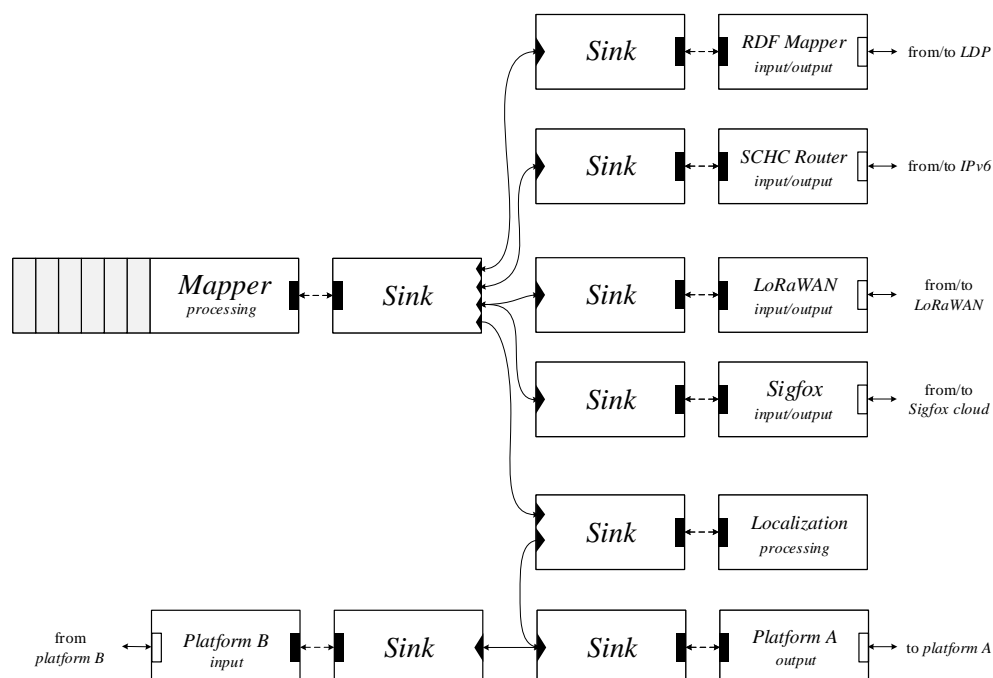 Sink
RDF Mapper
input/output
from/to LDP
Sink
SCHC Router
input/output
from/to IPv6
Mapper
processing
Sink
Sink
LoRaWAN
input/output
from/to
LoRaWAN
Sink
Sigfox
input/output
from/to
Sigfox cloud
Sink
Localization
processing
from
platform B
Platform B
input
Sink
Sink
Platform A
output
to platform A